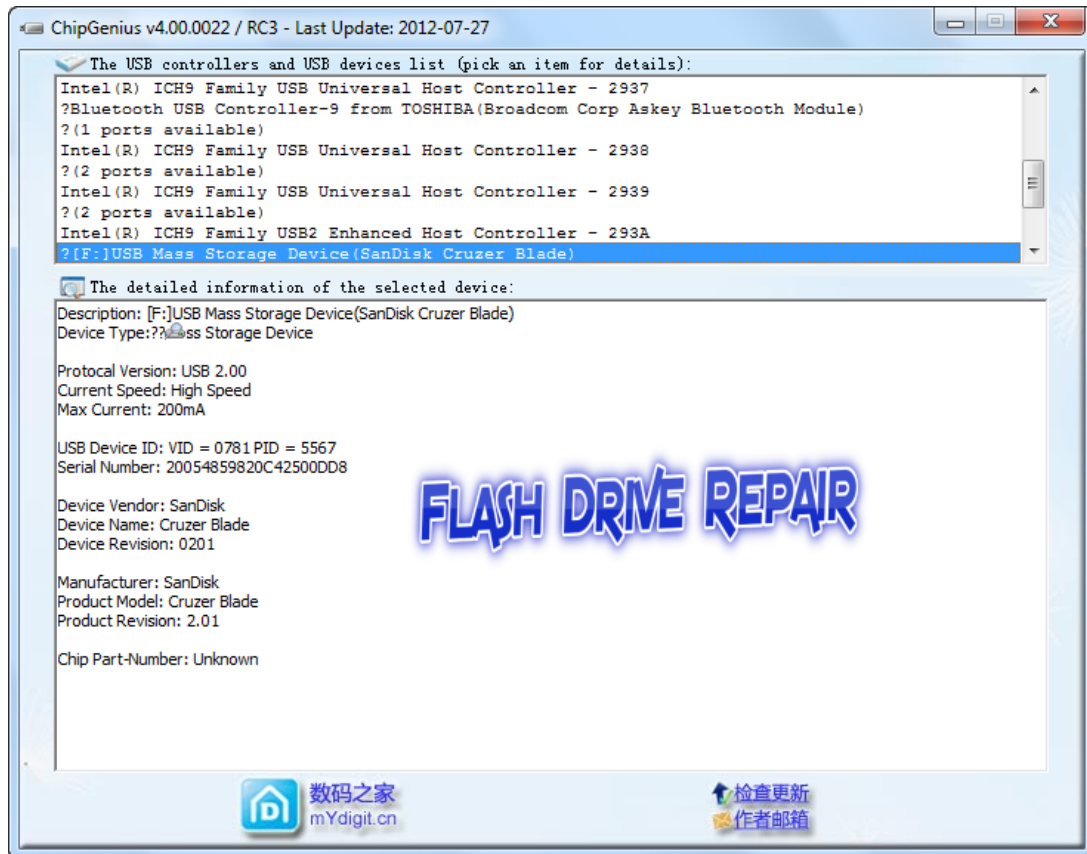 ChipGenius v4.00.0022 / RC3 - Last Update: 2012-07-27
The USB controllers and USB devices list (pick an item for details):
Intel(R) ICH9 Family USB Universal Host Controller - 2937
?Bluetooth USB Controller-9 from TOSHIBA(Broadcom Corp Askey Bluetooth Module)
?(1 ports available)
Intel(R) ICH9 Family USB Universal Host Controller - 2938
?(2 ports available)
Intel(R) ICH9 Family USB Universal Host Controller - 2939
?(2 ports available)
Intel(R) ICH9 Family USB2 Enhanced Host Controller - 293A
?[F:]USB Mass Storage Device(SanDisk Cruzer Blade)
The detailed information of the selected device:
Description: [F:]USB Mass Storage Device(SanDisk Cruzer Blade)
Device Type:??ss Storage Device
Protocal Version: USB 2.00
Current Speed: High Speed
Max Current: 200mA
USB Device ID: VID = 0781 PID = 5567
Serial Number: 20054859820C42500DD8
Device Vendor: SanDisk
Device Name: Cruzer Blade
Device Revision: 0201
Manufacturer: SanDisk
Product Model: Cruzer Blade
Product Revision: 2.01
Chip Part-Number: Unknown
FLASH DRIVE REPAIR
数码之家
mYdigit.cn
检查更新
作者邮箱